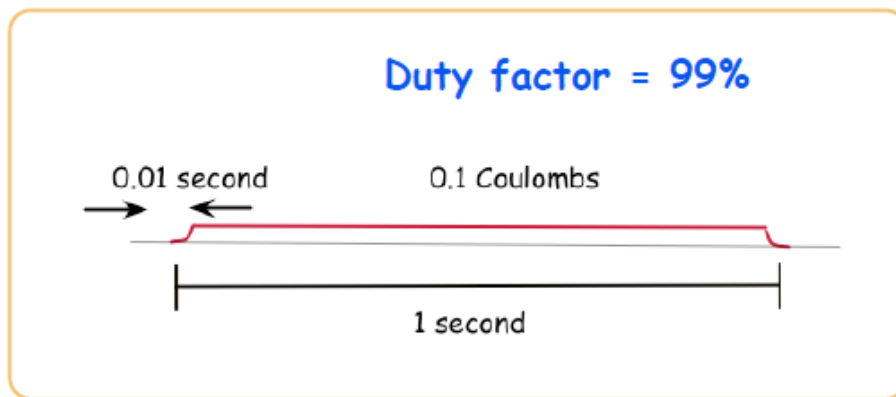 Duty factor = 99%
0.01 second 0.1 Coulombs
1 second